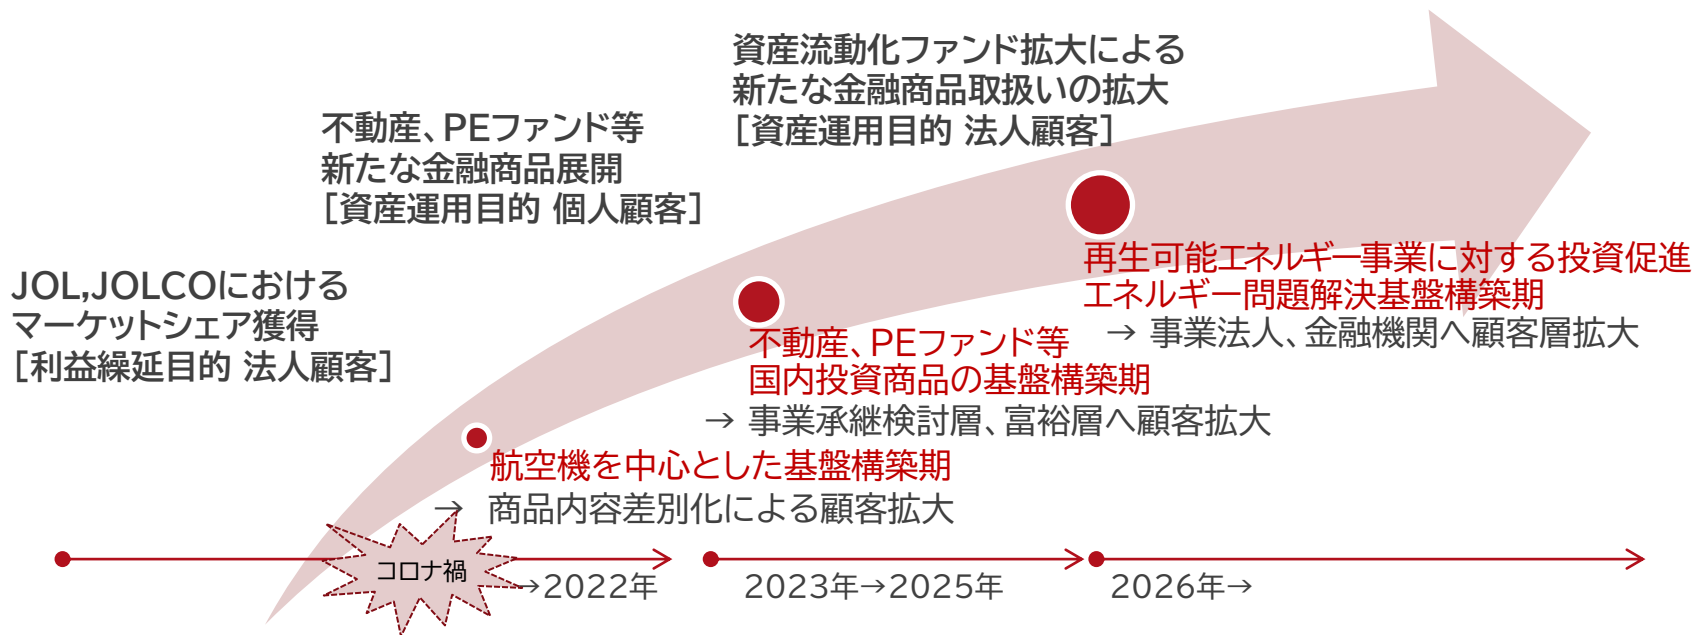 資産流動化ファンド拡大による
新たな金融商品取扱いの拡大
[資産運用目的 法人顧客]
不動産、PEファンド等
新たな金融商品展開
[資産運用目的 個人顧客]
JOL,JOLCOにおける
マーケットシェア獲得
[利益繰延目的 法人顧客]
再生可能エネルギー事業に対する投資促進
エネルギー問題解決基盤構築期
→ 事業法人、金融機関へ顧客層拡大
不動産、PEファンド等
国内投資商品の基盤構築期
→ 事業承継検討層、富裕層へ顧客拡大
航空機を中心とした基盤構築期
→ 商品内容差別化による顧客拡大
コロナ禍
→2022年
2023年→2025年
2026年→